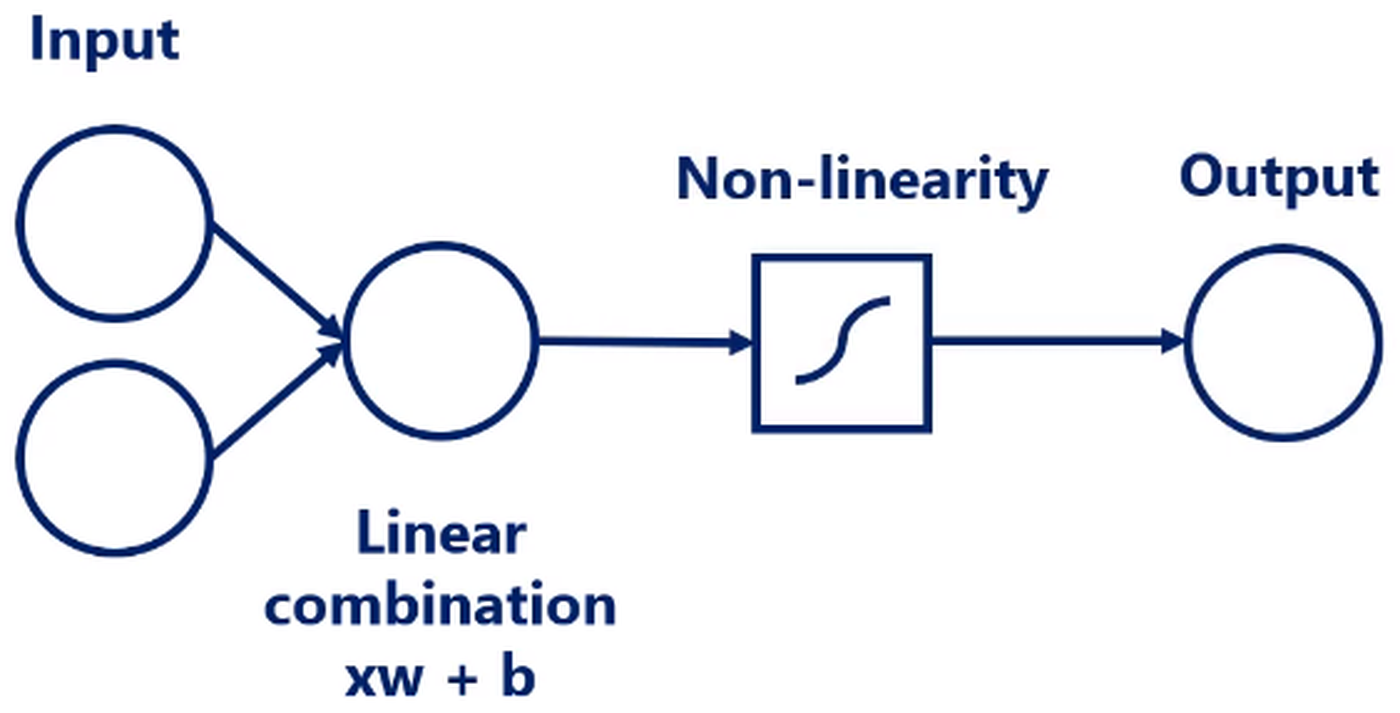 Input
Non-linearity
Output
Linear
combination
xw + b